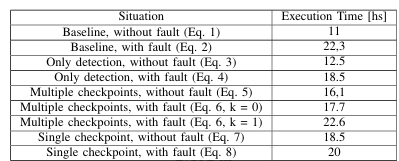 Situation Execution Time [hs]
Baseline, without fault (Eq. 1) 11
Baseline, with fault (Eq. 2) 22,3
Only detection, without fault (Eq. 3) 12.5
Only detection, with fault (Eq. 4) 18.5
Multiple checkpoints, without fault (Eq. 5) 16,1
Multiple checkpoints, with fault (Eq. 6, k = 0) 17.7
Multiple checkpoints, with fault (Eq. 6, k = 1) 22.6
Single checkpoint, without fault (Eq. 7) 18.5
Single checkpoint, with fault (Eq. 8) 20